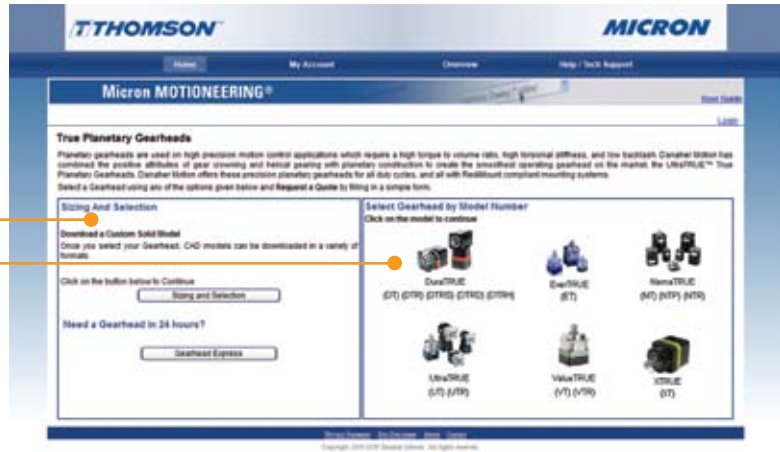 THOMSON
MICRON
Home My Account Overview Help / Tech Support
Micron MOTIONEERING®
User Guide
Login
True Planetary Gearheads
Planetary gearheads are used on high precision motion control applications which require a high torque to volume ratio, high torsional stiffness, and low backlash. Danaher Motion has
combined the positive attributes of gear crowning and helical gearing with planetary construction to create the smoothest operating gearhead on the market, the UltraTRUE™ True
Planetary Gearheads. Danaher Motion offers these precision planetary gearheads for all duty cycles, and all with RediMount compliant mounting systems.
Select a Gearhead using any of the options given below and Request a Quote by filling in a simple form.
Sizing And Selection
Download a Custom Solid Model
Once you select your Gearhead, CAD models can be downloaded in a variety of
formats.
Click on the button below to Continue
Sizing and Selection
Need a Gearhead in 24 hours?
Gearhead Express
Select Gearhead by Model Number
Click on the model to continue
DuraTRUE
(DT) (DTR) (DTRS) (DTRD) (DTRH)
EverTRUE
(ET)
NemaTRUE
(NT) (NTP) (NTR)
UltraTRUE
(UT) (UTR)
ValueTRUE
(VT) (VTR)
XTRUE
(XT)